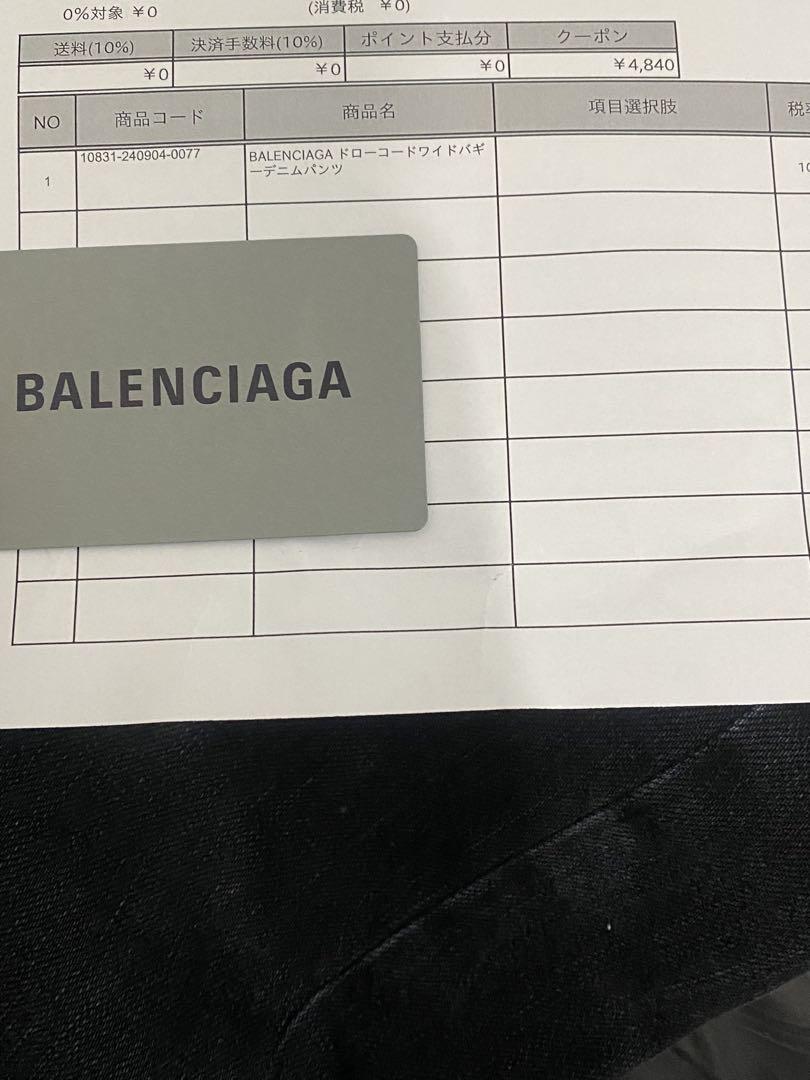 0%対象 ¥0 (消費税 ¥0)
送料(10%) 決済手数料(10%) ポイント支払分 クーポン
¥0 ¥0 ¥0 ¥4,840
NO 商品コード 商品名 項目選択肢
1 10831-240904-0077 BALENCIAGA ドローコードワイドバギ
ーデニムパンツ
BALENCIAGA